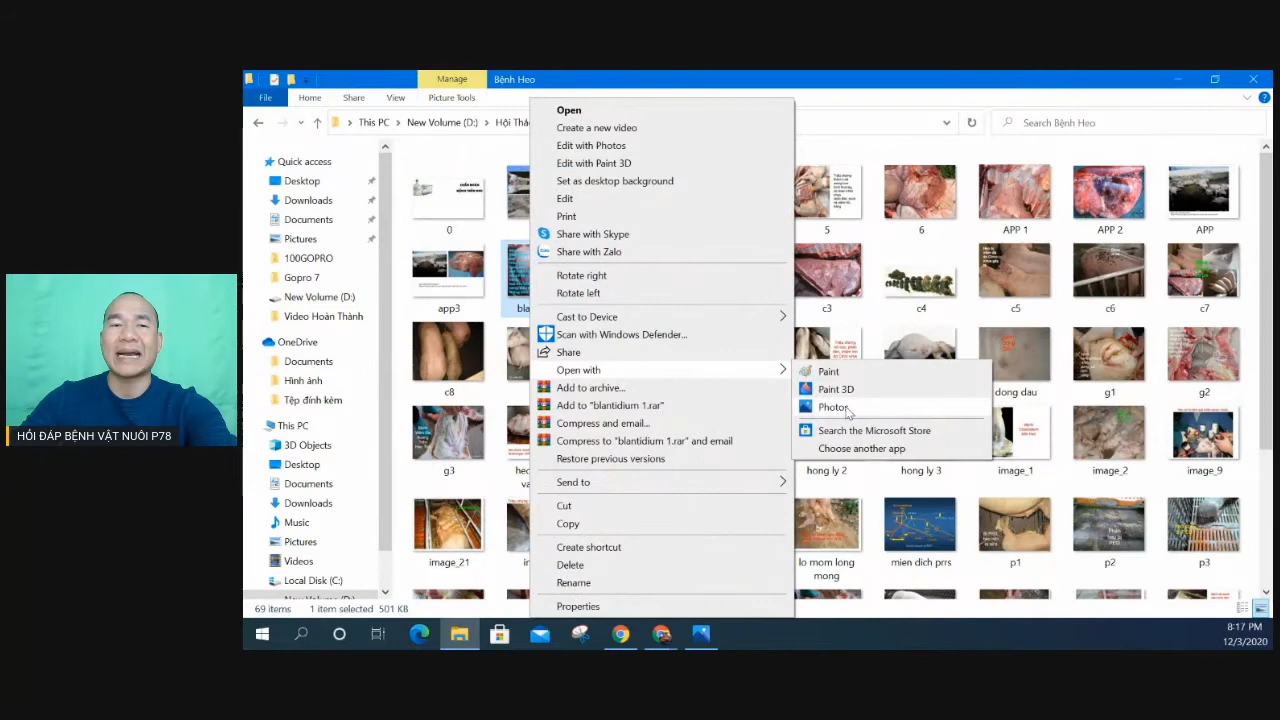 Manage
Bệnh Heo
File
Home
Share
View
Picture Tools
This PC
New Volume (D:)
Search Bệnh Heo
Quick access
Desktop
Downloads
Documents
Pictures
100GOPRO
Gopro 7
New Volume (D:)
Video Hoàn Thành
OneDrive
Documents
Hình ảnh
Tệp đính kèm
This PC
3D Objects
Desktop
Documents
Downloads
Music
Pictures
Videos
Local Disk (C:)
Open
Create a new video
Edit with Photos
Edit with Paint 3D
Set as desktop background
Edit
Print
Share with Skype
Share with Zalo
Rotate right
Rotate left
Cast to Device
Scan with Windows Defender...
Share
Open with
Add to archive...
Add to "blantidium 1.rar"
Compress and email...
Compress to "blantidium 1.rar" and email
Restore previous versions
Send to
Cut
Copy
Create shortcut
Delete
Rename
Properties
Paint
Paint 3D
Photos
Search the Microsoft Store
Choose another app
0
5
6
APP 1
APP 2
APP
app3
c3
c4
c5
c6
c7
c8
dong dau
g1
g2
g3
hong ly 2
hong ly 3
image_1
image_2
image_9
image_21
lo mom long
mong
mien dich prrs
p1
p2
p3
69 items
1 item selected
501 KB
8:17 PM
12/3/2020
HỎI ĐÁP BỆNH VẬT NUÔI P78